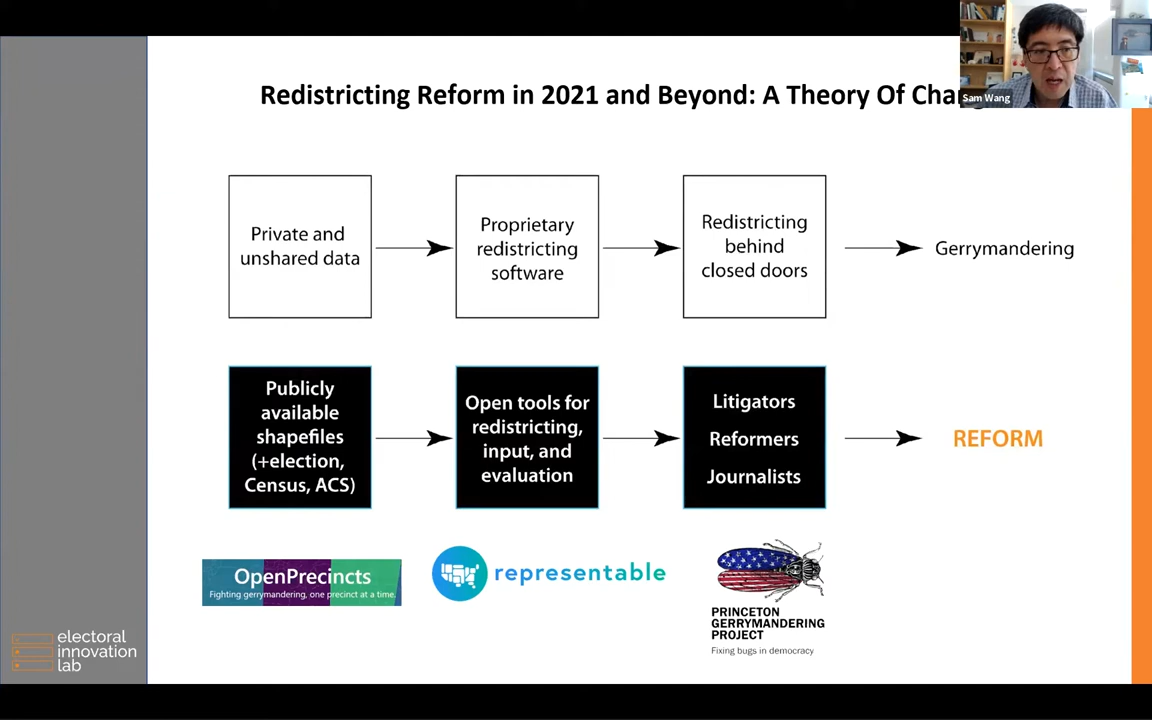 Redistricting Reform in 2021 and Beyond: A Theory Of Chang
Sam Wang
Private and
unshared data
Proprietary
redistricting
software
Redistricting
behind
closed doors
Gerrymandering
Publicly
available
shapefiles
(+election,
Census, ACS)
Open tools for
redistricting,
input, and
evaluation
Litigators
Reformers
Journalists
REFORM
OpenPrecincts
Fighting gerrymandering, one precinct at a time.
representable
PRINCETON
GERRYMANDERING
PROJECT
Fixing bugs in democracy
electoral
innovation
lab